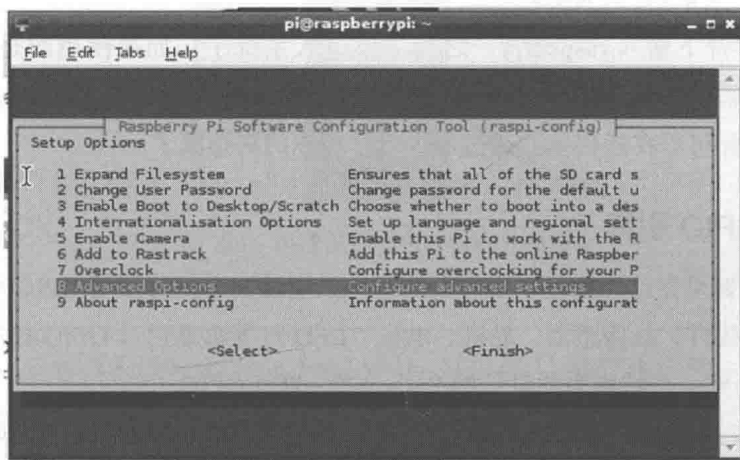 pi@raspberrypi: ~
File Edit Tabs Help
Raspberry Pi Software Configuration Tool (raspi-config)
Setup Options
1 Expand Filesystem Ensures that all of the SD card s
2 Change User Password Change password for the default u
3 Enable Boot to Desktop/Scratch Choose whether to boot into a des
4 Internationalisation Options Set up language and regional sett
5 Enable Camera Enable this Pi to work with the R
6 Add to Rastrack Add this Pi to the online Raspber
7 Overclock Configure overclocking for your P
8 Advanced Options Configure advanced settings
9 About raspi-config Information about this configurat
<Select> <Finish>